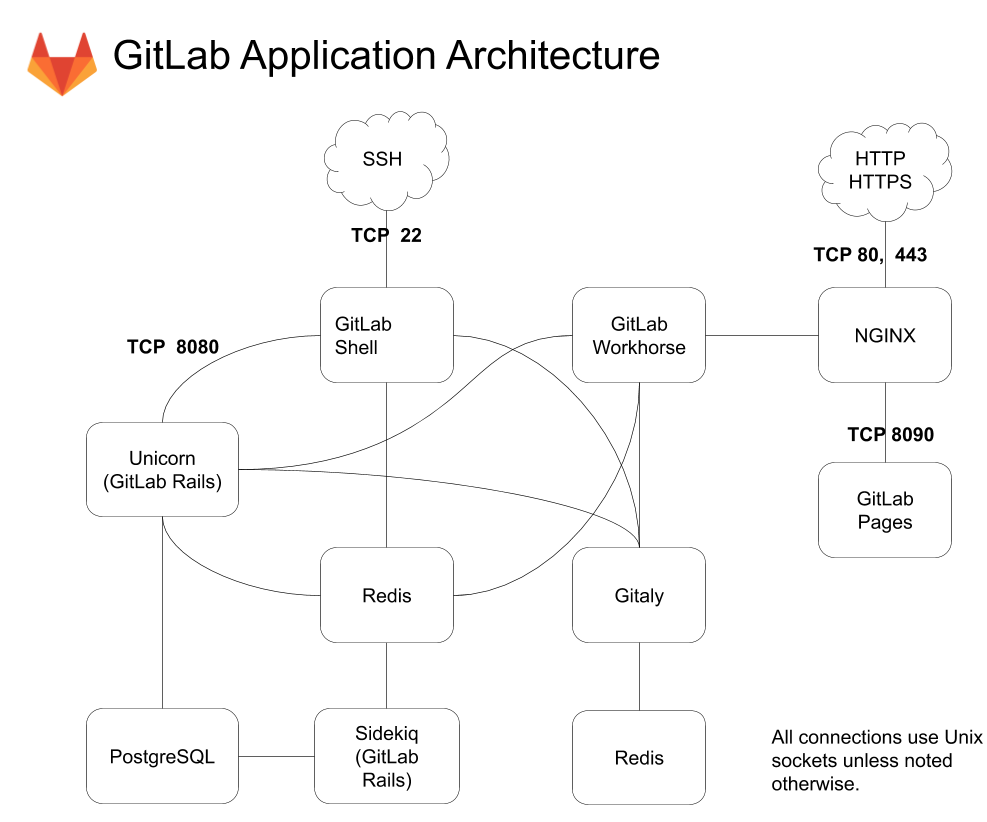 GitLab Application Architecture
SSH
HTTP
HTTPS
TCP 22
TCP 80, 443
GitLab
Shell
GitLab
Workhorse
NGINX
TCP 8080
TCP 8090
Unicorn
(GitLab Rails)
GitLab
Pages
Redis
Gitaly
PostgreSQL
Sidekiq
(GitLab
Rails)
Redis
All connections use Unix
sockets unless noted
otherwise.